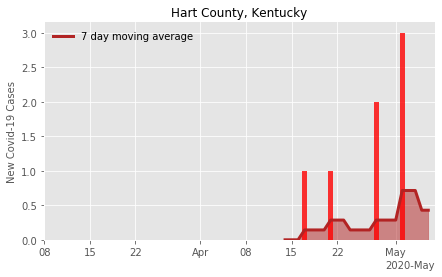 Hart County, Kentucky
7 day moving average
New Covid-19 Cases
3.0
2.5
2.0
1.5
1.0
0.5
0.0
08 15 22 Apr 08 15 22 May
2020-May